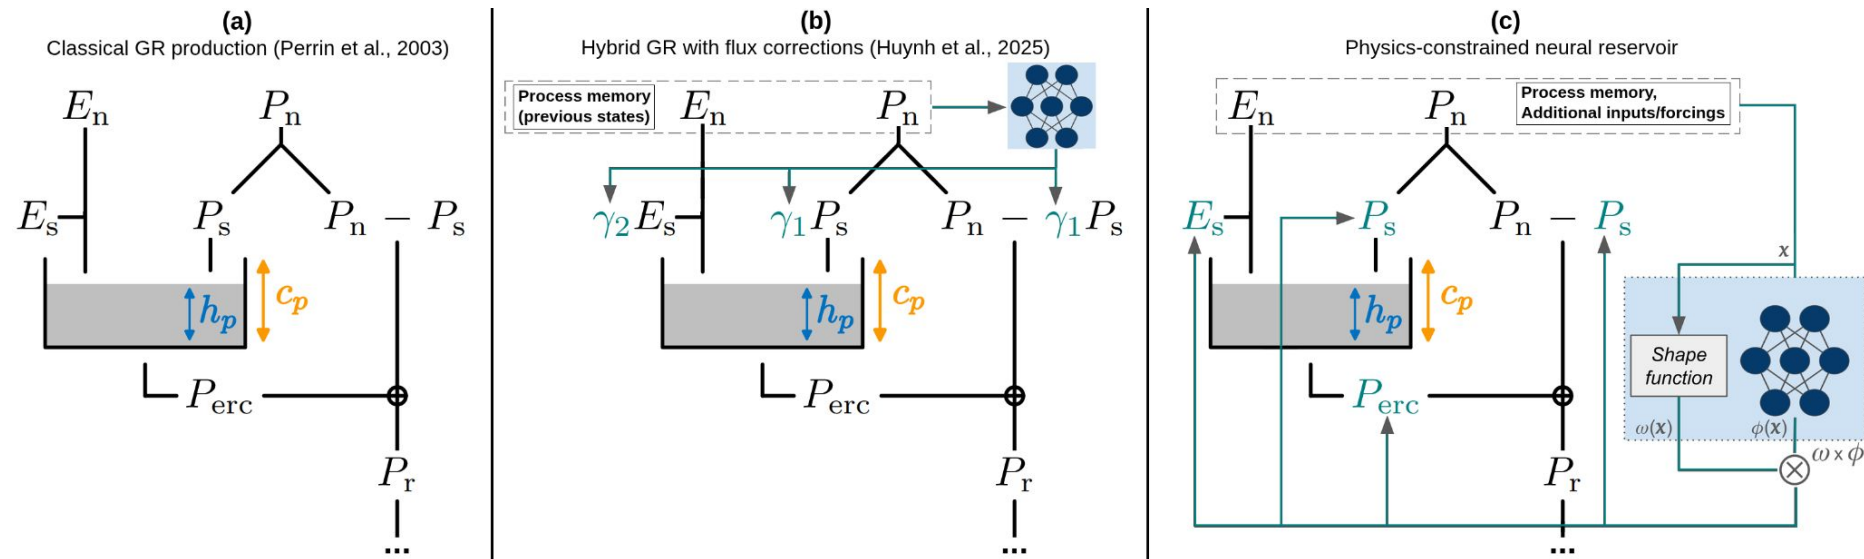 (a)
Classical GR production (Perrin et al., 2003)
Eₙ
Pₙ
Eₛ
Pₛ
Pₙ − Pₛ
hₚ
cₚ
Perc
Pᵣ
...
(b)
Hybrid GR with flux corrections (Huynh et al., 2025)
Process memory
(previous states)
Eₙ
Pₙ
γ₂Eₛ
γ₁Pₛ
Pₙ − γ₁Pₛ
hₚ
cₚ
Perc
Pᵣ
...
(c)
Physics-constrained neural reservoir
Eₙ
Pₙ
Process memory,
Additional inputs/forcings
Eₛ
Pₛ
Pₙ − Pₛ
x
hₚ
cₚ
Shape
function
Perc
ω(x)
ϕ(x)
ω x ϕ
Pᵣ
...